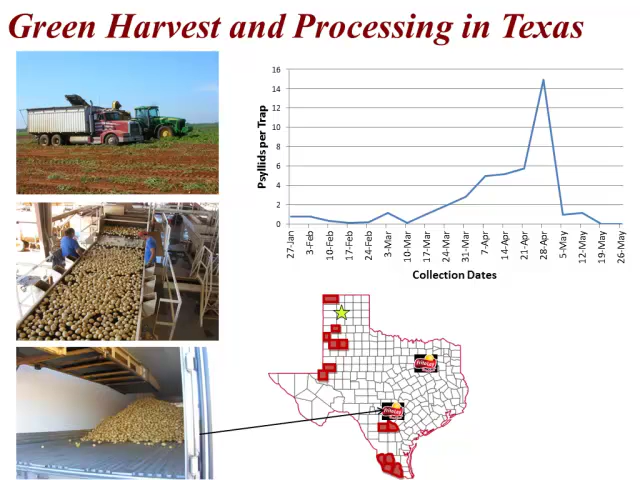 Green Harvest and Processing in Texas
16
14
12
10
8
6
4
2
0
Psyllids per Trap
27-Jan
3-Feb
10-Feb
17-Feb
24-Feb
3-Mar
10-Mar
17-Mar
24-Mar
31-Mar
7-Apr
14-Apr
21-Apr
28-Apr
5-May
12-May
19-May
26-May
Collection Dates